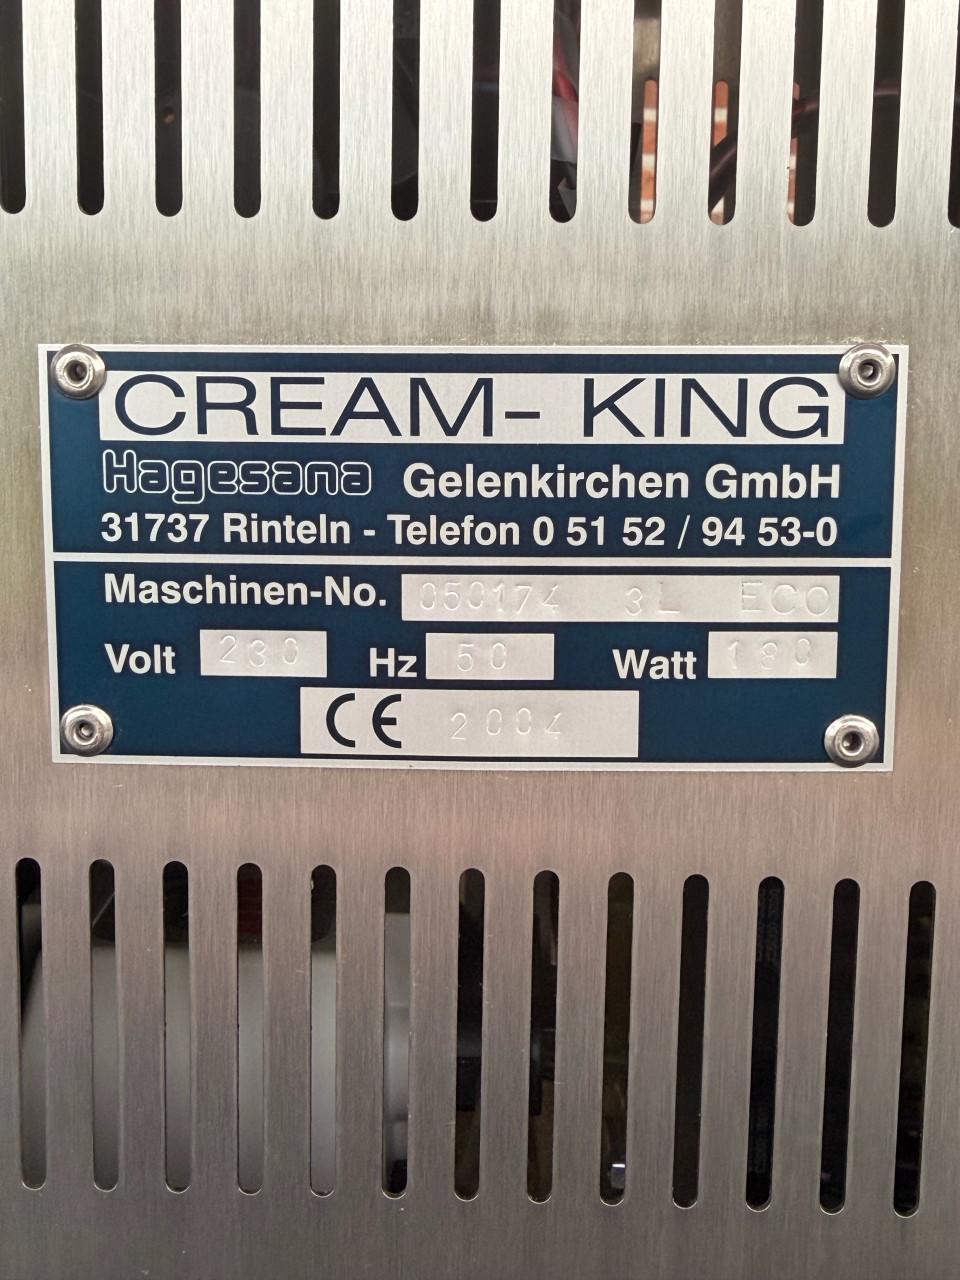 CREAM- KING
Hagesana Gelenkirchen GmbH
31737 Rinteln - Telefon 0 51 52 / 94 53-0
Maschinen-No. 050174 3L ECO
Volt 230 Hz 50 Watt 180
CE 2004